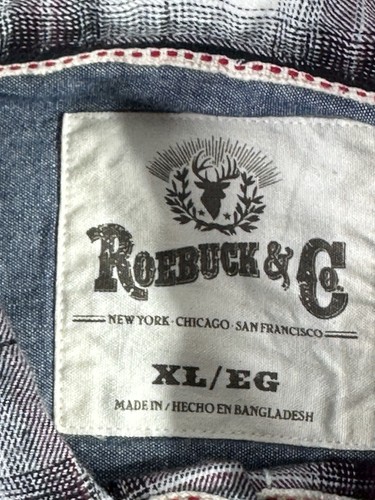 ROEBUCK & Co.
NEW YORK · CHICAGO · SAN FRANCISCO
XL/EG
MADE IN / HECHO EN BANGLADESH